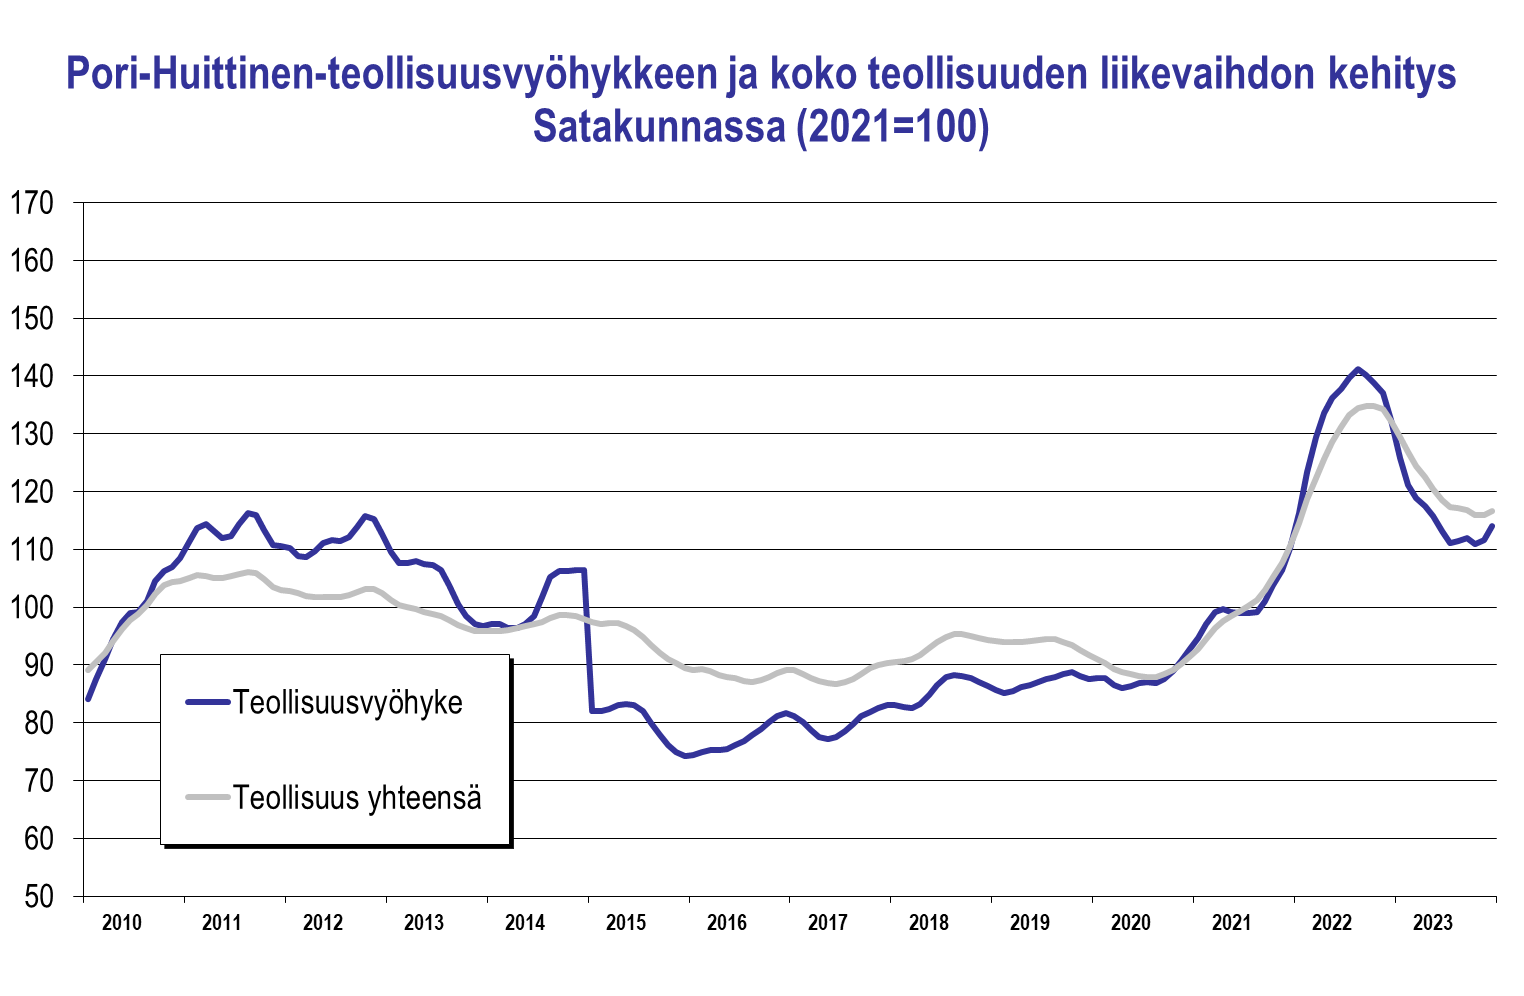 Pori-Huittinen-teollisuusvyöhykkeen ja koko teollisuuden liikevaihdon kehitys
Satakunnassa (2021=100)
170
160
150
140
130
120
110
100
90
80
70
60
50
Teollisuusvyöhyke
Teollisuus yhteensä
2010 2011 2012 2013 2014 2015 2016 2017 2018 2019 2020 2021 2022 2023